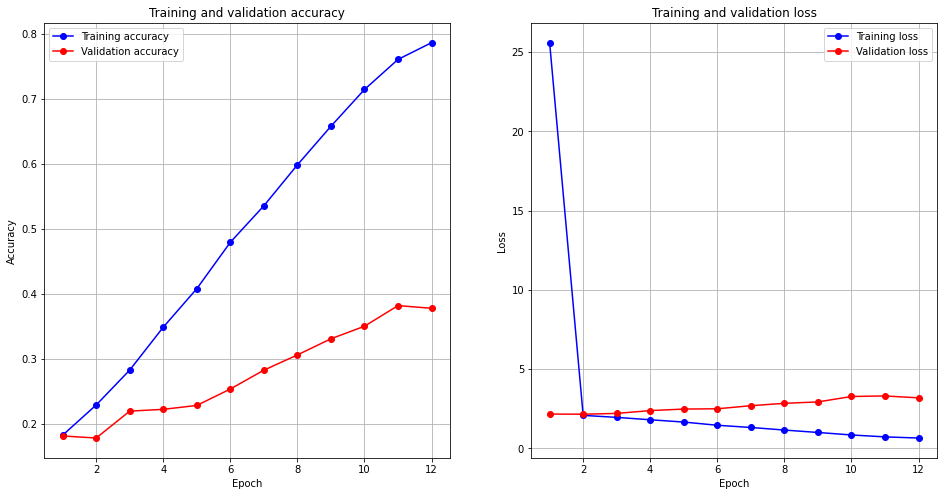 Training and validation accuracy
Training accuracy
Validation accuracy
0.8
0.7
0.6
0.5
0.4
0.3
0.2
Accuracy
2
4
6
8
10
12
Epoch
Training and validation loss
Training loss
Validation loss
25
20
15
10
5
0
Loss
2
4
6
8
10
12
Epoch